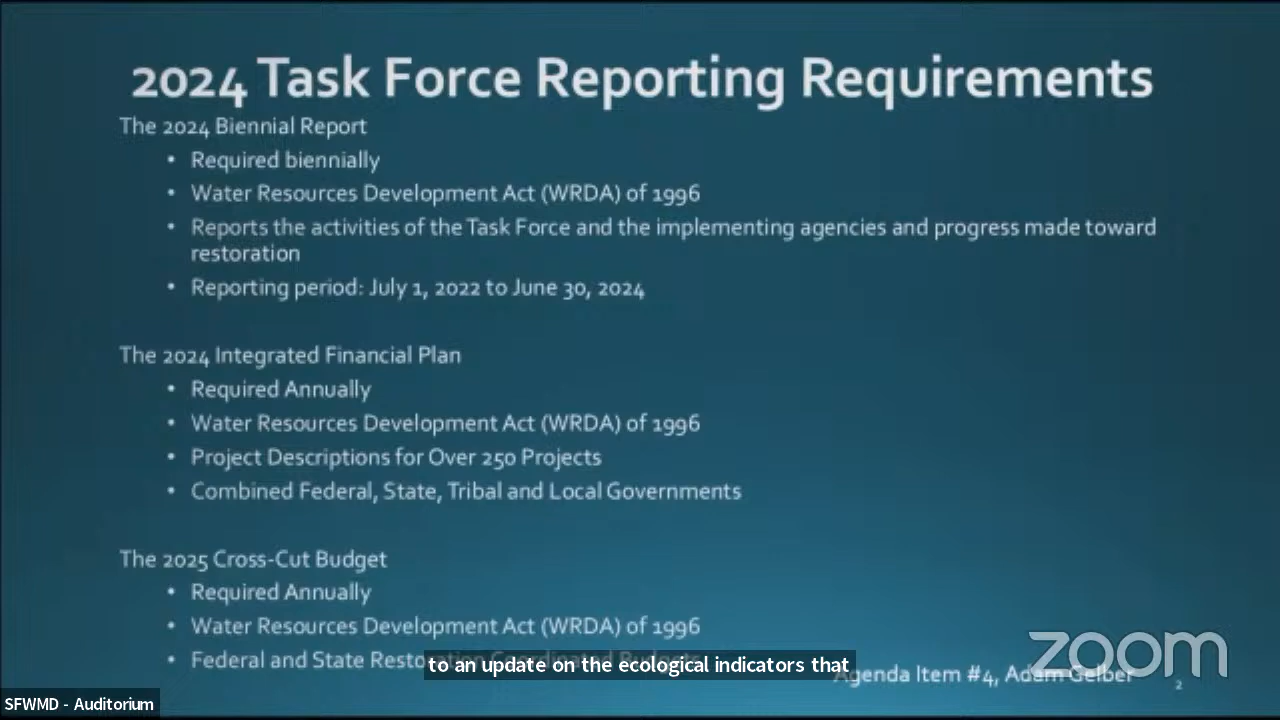 2024 Task Force Reporting Requirements
The 2024 Biennial Report
• Required biennially
• Water Resources Development Act (WRDA) of 1996
• Reports the activities of the Task Force and the implementing agencies and progress made toward
restoration
• Reporting period: July 1, 2022 to June 30, 2024
The 2024 Integrated Financial Plan
• Required Annually
• Water Resources Development Act (WRDA) of 1996
• Project Descriptions for Over 250 Projects
• Combined Federal, State, Tribal and Local Governments
The 2025 Cross-Cut Budget
• Required Annually
• Water Resources Development Act (WRDA) of 1996
• Federal and State Restoration Coordinated Budgets
to an update on the ecological indicators that
zoom
Agenda Item #4, Adam Gelber
2
SFWMD - Auditorium